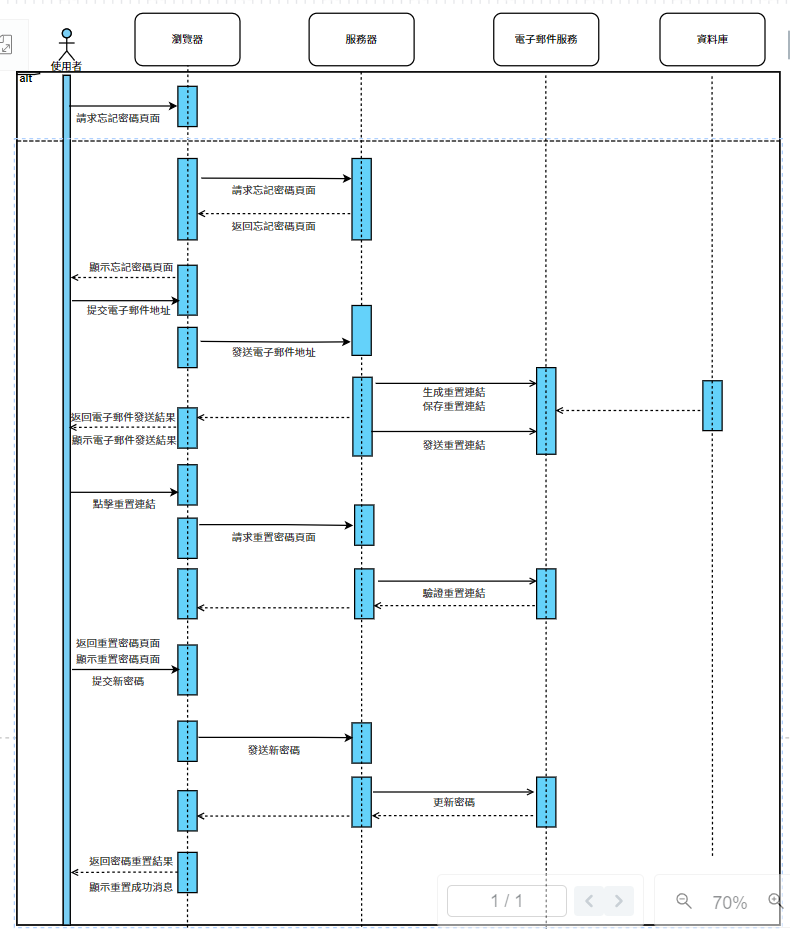 瀏覽器
服務器
電子郵件服務
資料庫
使用者
alt
請求忘記密碼頁面
請求忘記密碼頁面
返回忘記密碼頁面
顯示忘記密碼頁面
提交電子郵件地址
發送電子郵件地址
生成重置連結
保存重置連結
返回電子郵件發送結果
顯示電子郵件發送結果
發送重置連結
點擊重置連結
請求重置密碼頁面
驗證重置連結
返回重置密碼頁面
顯示重置密碼頁面
提交新密碼
發送新密碼
更新密碼
返回密碼重置結果
顯示重置成功消息
1 / 1
70%